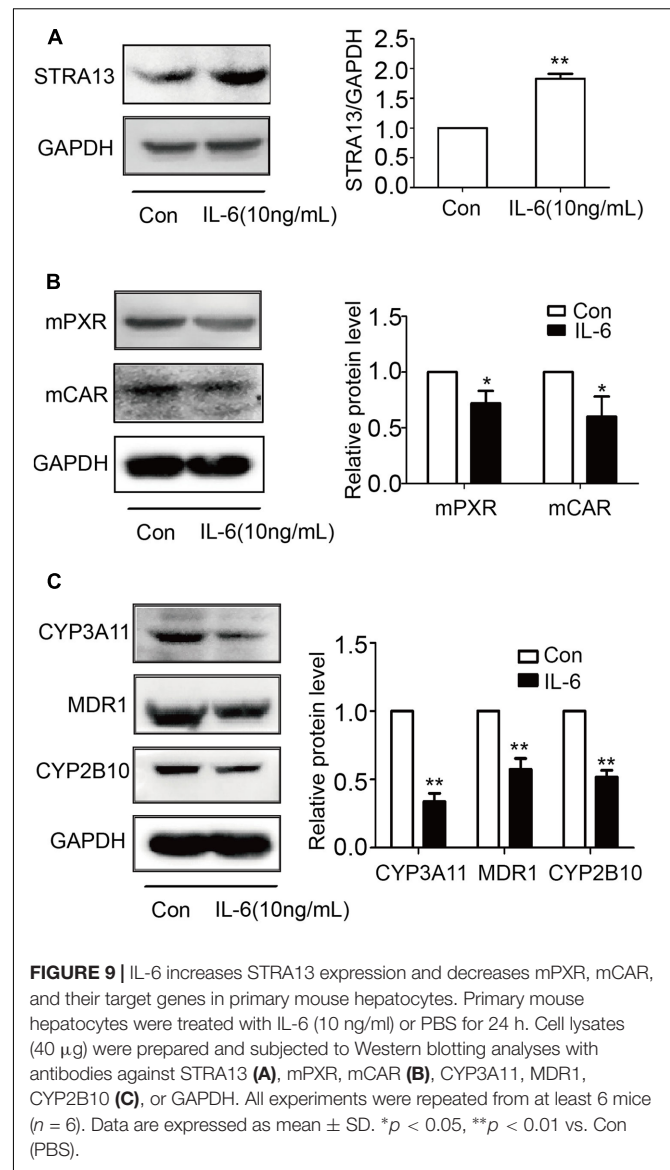 A
STRA13
GAPDH
Con IL-6(10ng/mL)
STRA13/GAPDH
2.5
2.0
1.5
1.0
0.5
0.0
**
Con IL-6(10ng/mL)
B
mPXR
mCAR
GAPDH
Con IL-6(10ng/mL)
Relative protein level
1.5
1.0
0.5
0.0
Con
IL-6
* *
mPXR mCAR
C
CYP3A11
MDR1
CYP2B10
GAPDH
Con IL-6(10ng/mL)
Relative protein level
1.5
1.0
0.5
0.0
Con
IL-6
** ** **
CYP3A11 MDR1 CYP2B10
FIGURE 9 | IL-6 increases STRA13 expression and decreases mPXR, mCAR,
and their target genes in primary mouse hepatocytes. Primary mouse
hepatocytes were treated with IL-6 (10 ng/ml) or PBS for 24 h. Cell lysates
(40 μg) were prepared and subjected to Western blotting analyses with
antibodies against STRA13 (A), mPXR, mCAR (B), CYP3A11, MDR1,
CYP2B10 (C), or GAPDH. All experiments were repeated from at least 6 mice
(n = 6). Data are expressed as mean ± SD. *p < 0.05, **p < 0.01 vs. Con
(PBS).